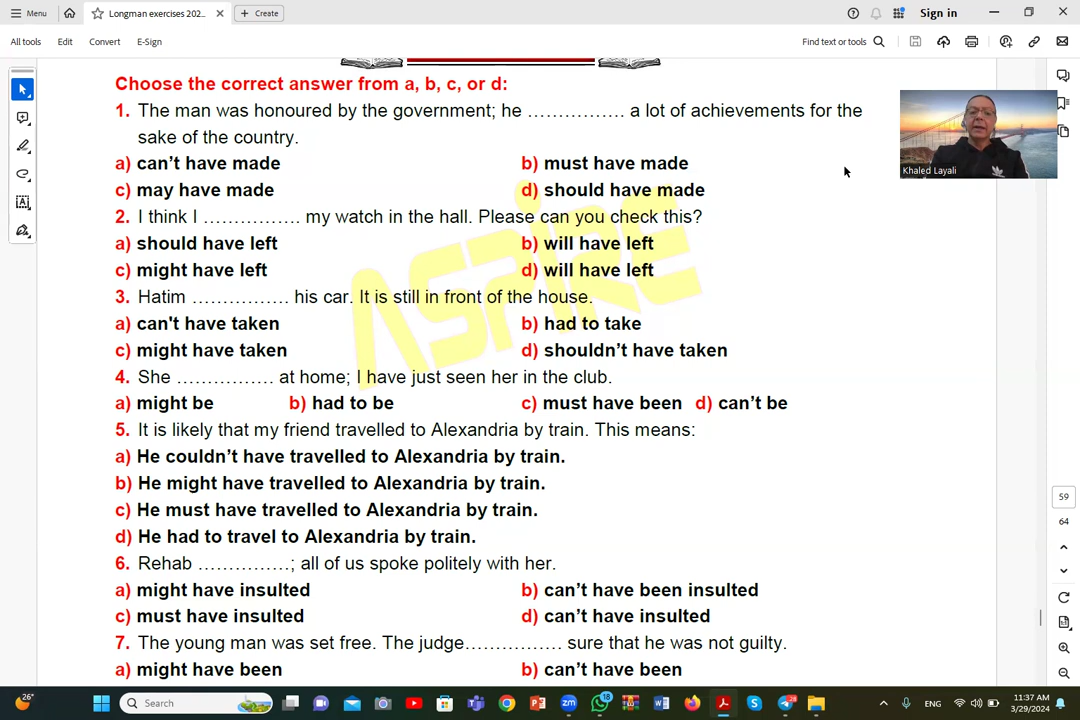 Menu
Longman exercises 202...
Create
Sign in
All tools
Edit
Convert
E-Sign
Find text or tools
Choose the correct answer from a, b, c, or d:
1. The man was honoured by the government; he ................ a lot of achievements for the
sake of the country.
a) can't have made
b) must have made
c) may have made
d) should have made
2. I think I ................ my watch in the hall. Please can you check this?
a) should have left
b) will have left
c) might have left
d) will have left
3. Hatim ................ his car. It is still in front of the house.
a) can't have taken
b) had to take
c) might have taken
d) shouldn't have taken
4. She ................ at home; I have just seen her in the club.
a) might be
b) had to be
c) must have been
d) can't be
5. It is likely that my friend travelled to Alexandria by train. This means:
a) He couldn't have travelled to Alexandria by train.
b) He might have travelled to Alexandria by train.
c) He must have travelled to Alexandria by train.
d) He had to travel to Alexandria by train.
6. Rehab ...............; all of us spoke politely with her.
a) might have insulted
b) can't have been insulted
c) must have insulted
d) can't have insulted
7. The young man was set free. The judge................ sure that he was not guilty.
a) might have been
b) can't have been
ASPIRE
Khaled Layali
59
64
26°
Search
18
ENG
11:37 AM
3/29/2024